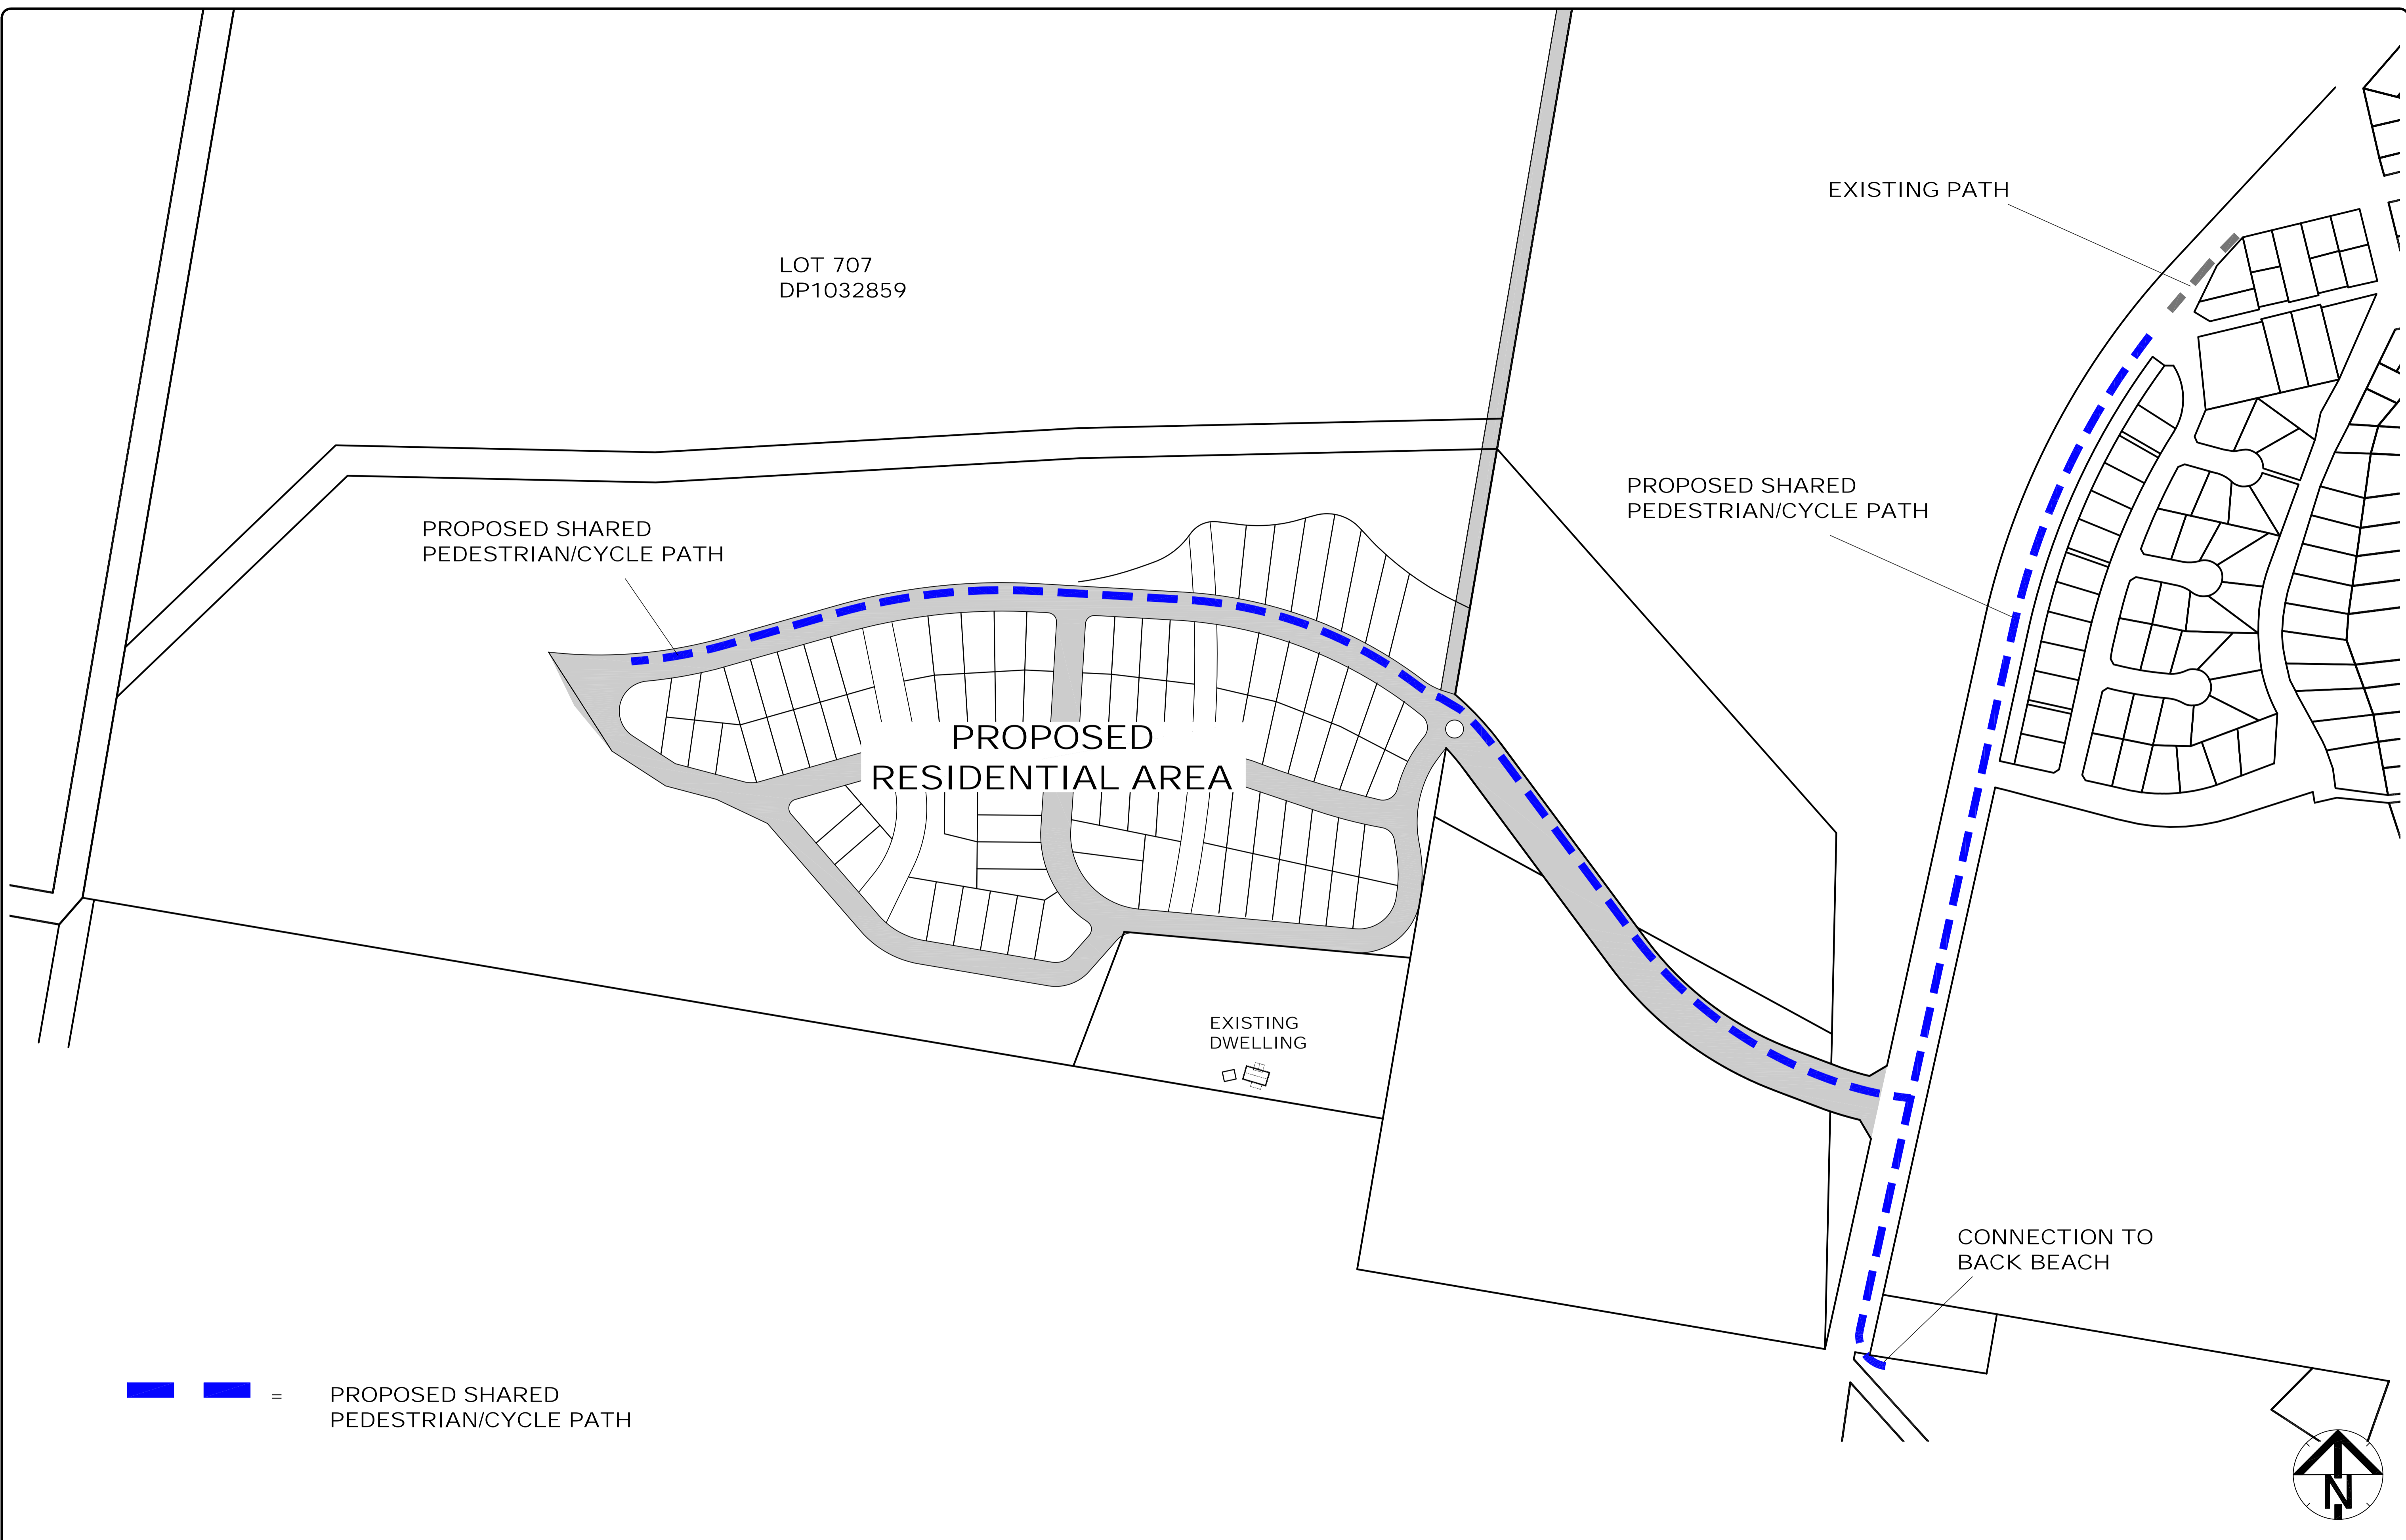 EXISTING PATH
LOT 707
DP1032859
PROPOSED SHARED
PEDESTRIAN/CYCLE PATH
PROPOSED SHARED
PEDESTRIAN/CYCLE PATH
PROPOSED
RESIDENTIAL AREA
EXISTING
DWELLING
CONNECTION TO
BACK BEACH
= PROPOSED SHARED
PEDESTRIAN/CYCLE PATH
N